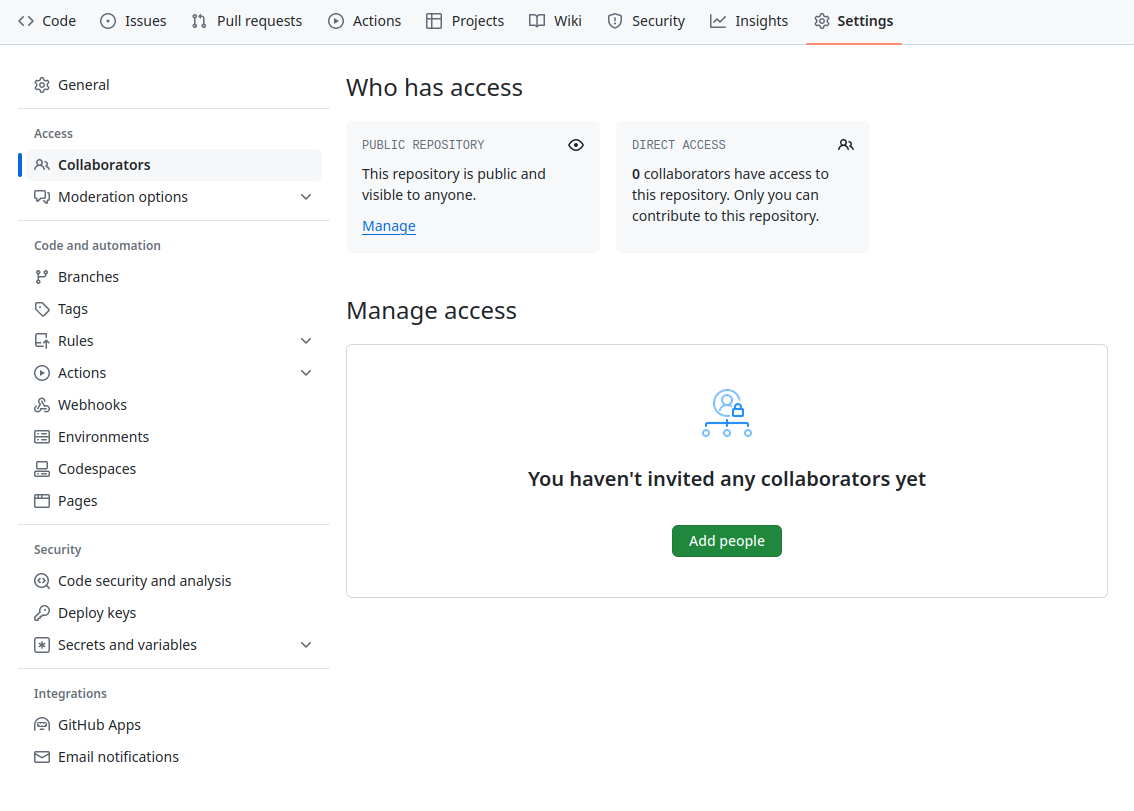 Code Issues Pull requests Actions Projects Wiki Security Insights Settings
General
Access
Collaborators
Moderation options
Code and automation
Branches
Tags
Rules
Actions
Webhooks
Environments
Codespaces
Pages
Security
Code security and analysis
Deploy keys
Secrets and variables
Integrations
GitHub Apps
Email notifications
Who has access
PUBLIC REPOSITORY
This repository is public and
visible to anyone.
Manage
DIRECT ACCESS
0 collaborators have access to
this repository. Only you can
contribute to this repository.
Manage access
You haven't invited any collaborators yet
Add people